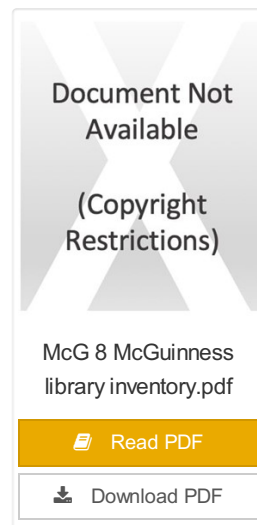 Document Not
Available
(Copyright
Restrictions)
McG 8 McGuinness
library inventory.pdf
Read PDF
Download PDF